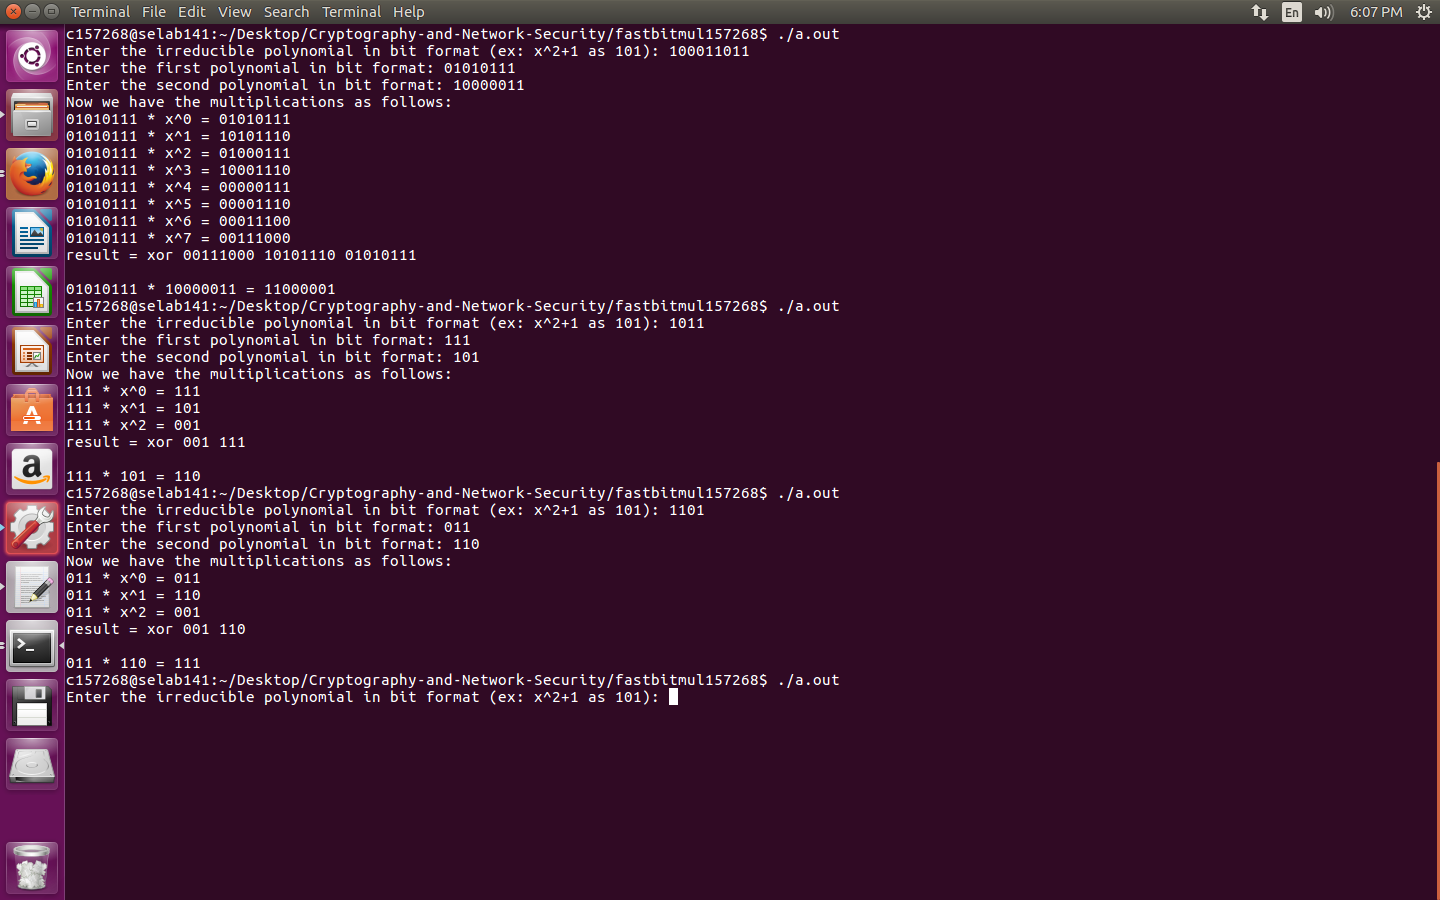 Terminal File Edit View Search Terminal Help En 6:07 PM
c157268@selab141:~/Desktop/Cryptography-and-Network-Security/fastbitmul157268$ ./a.out
Enter the irreducible polynomial in bit format (ex: x^2+1 as 101): 100011011
Enter the first polynomial in bit format: 01010111
Enter the second polynomial in bit format: 10000011
Now we have the multiplications as follows:
01010111 * x^0 = 01010111
01010111 * x^1 = 10101110
01010111 * x^2 = 01000111
01010111 * x^3 = 10001110
01010111 * x^4 = 00000111
01010111 * x^5 = 00001110
01010111 * x^6 = 00011100
01010111 * x^7 = 00111000
result = xor 00111000 10101110 01010111
01010111 * 10000011 = 11000001
c157268@selab141:~/Desktop/Cryptography-and-Network-Security/fastbitmul157268$ ./a.out
Enter the irreducible polynomial in bit format (ex: x^2+1 as 101): 1011
Enter the first polynomial in bit format: 111
Enter the second polynomial in bit format: 101
Now we have the multiplications as follows:
111 * x^0 = 111
111 * x^1 = 101
111 * x^2 = 001
result = xor 001 111
111 * 101 = 110
c157268@selab141:~/Desktop/Cryptography-and-Network-Security/fastbitmul157268$ ./a.out
Enter the irreducible polynomial in bit format (ex: x^2+1 as 101): 1101
Enter the first polynomial in bit format: 011
Enter the second polynomial in bit format: 110
Now we have the multiplications as follows:
011 * x^0 = 011
011 * x^1 = 110
011 * x^2 = 001
result = xor 001 110
011 * 110 = 111
c157268@selab141:~/Desktop/Cryptography-and-Network-Security/fastbitmul157268$ ./a.out
Enter the irreducible polynomial in bit format (ex: x^2+1 as 101):